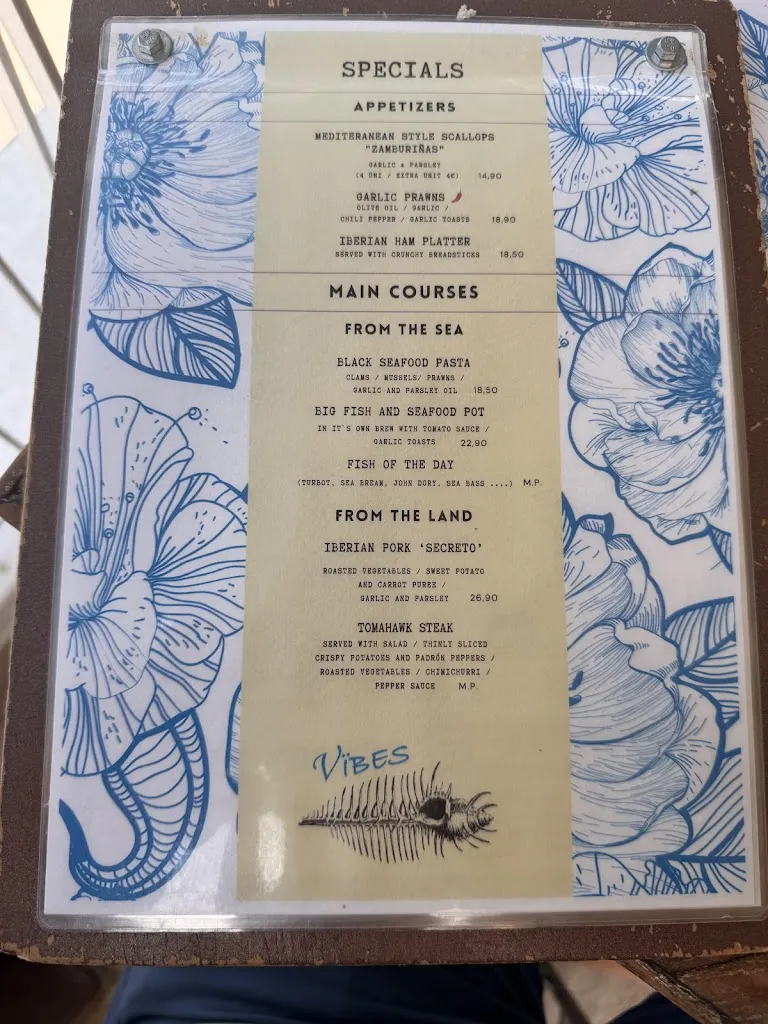 SPECIALS
APPETIZERS
MEDITERANEAN STYLE SCALLOPS
"ZAMBURIÑAS"
GARLIC & PARSLEY
(4 UNI / EXTRA UNIT 4€) 14,90
GARLIC PRAWNS
OLIVE OIL / GARLIC /
CHILI PEPPER / GARLIC TOASTS 18,90
IBERIAN HAM PLATTER
SERVED WITH CRUNCHY BREADSTICKS 18,50
MAIN COURSES
FROM THE SEA
BLACK SEAFOOD PASTA
CLAMS / MUSSELS/ PRAWNS /
GARLIC AND PARSLEY OIL 18,50
BIG FISH AND SEAFOOD POT
IN IT'S OWN BREW WITH TOMATO SAUCE /
GARLIC TOASTS 22,90
FISH OF THE DAY
(TURBOT, SEA BREAM, JOHN DORY, SEA BASS ....) M.P.
FROM THE LAND
IBERIAN PORK 'SECRETO'
ROASTED VEGETABLES / SWEET POTATO
AND CARROT PUREE /
GARLIC AND PARSLEY 26,90
TOMAHAWK STEAK
SERVED WITH SALAD / THINLY SLICED
CRISPY POTATOES AND PADRÓN PEPPERS /
ROASTED VEGETABLES / CHIMICHURRI /
PEPPER SAUCE M.P.
VïBES